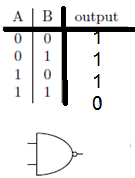 A B output
0 0 1
0 1 1
1 0 1
1 1 0